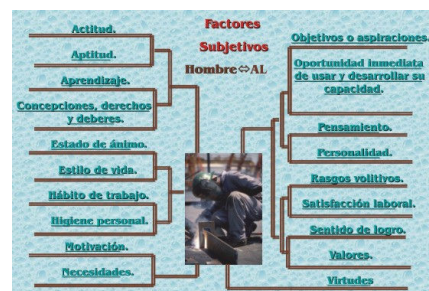 Factores
Subjetivos
Hombre⇔AL
Actitud.
Aptitud.
Aprendizaje.
Concepciones, derechos
y deberes.
Estado de ánimo.
Estilo de vida.
Hábito de trabajo.
Higiene personal.
Motivación.
Necesidades.
Objetivos o aspiraciones.
Oportunidad inmediata
de usar y desarrollar su
capacidad.
Pensamiento.
Personalidad.
Rasgos volitivos.
Satisfacción laboral.
Sentido de logro.
Valores.
Virtudes